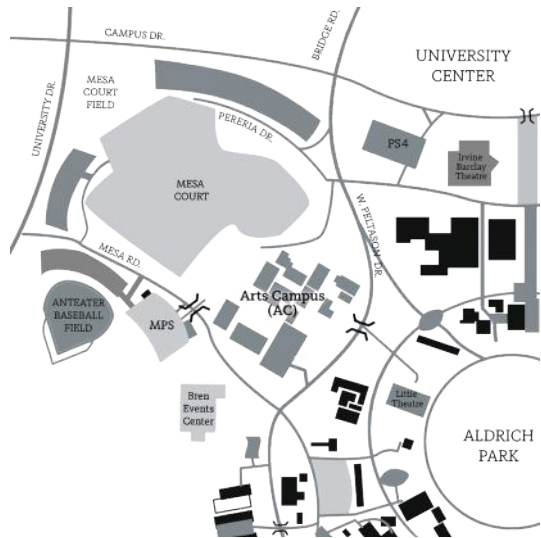 CAMPUS DR.
BRIDGE RD.
UNIVERSITY
CENTER
UNIVERSITY DR.
MESA
COURT
FIELD
PERERIA DR.
PS4
Irvine
Barclay
Theatre
MESA
COURT
W. PELTASON DR.
MESA RD.
ANTEATER
BASEBALL
FIELD
MPS
Arts Campus
(AC)
Bren
Events
Center
Little
Theatre
ALDRICH
PARK